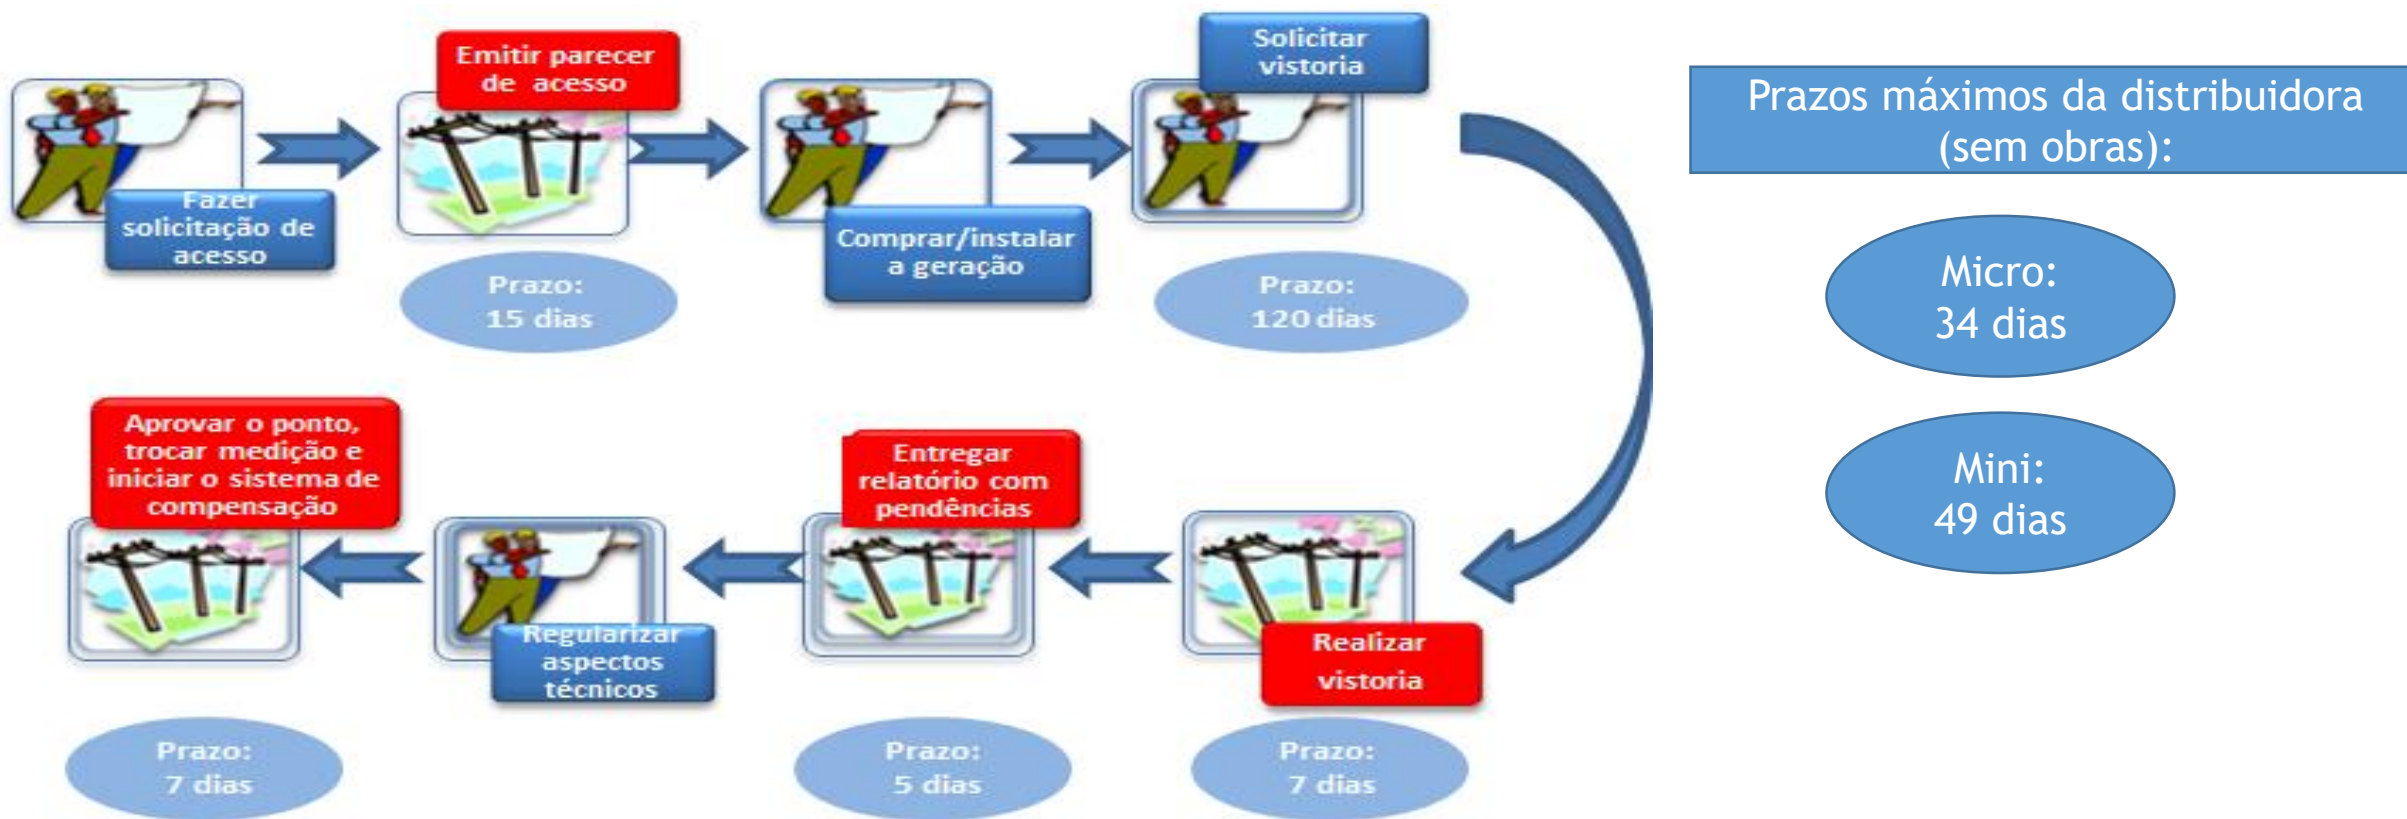 Fazer
solicitação de
acesso
Emitir parecer
de acesso
Prazo:
15 dias
Comprar/instalar
a geração
Solicitar
vistoria
Prazo:
120 dias
Realizar
vistoria
Prazo:
7 dias
Entregar
relatório com
pendências
Prazo:
5 dias
Regularizar
aspectos
técnicos
Aprovar o ponto,
trocar medição e
iniciar o sistema de
compensação
Prazo:
7 dias
Prazos máximos da distribuidora
(sem obras):
Micro:
34 dias
Mini:
49 dias